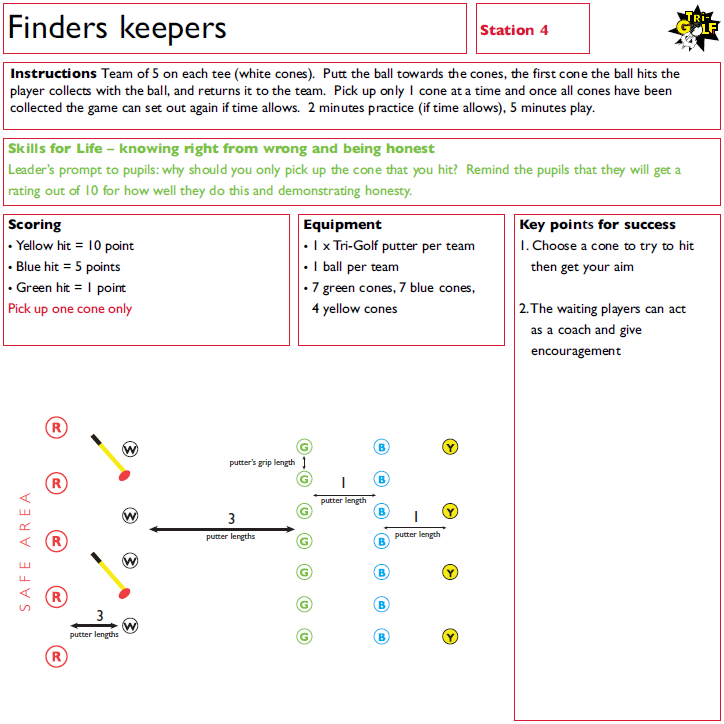 Finders keepers
Station 4
TRI-
GOLF
Instructions Team of 5 on each tee (white cones). Putt the ball towards the cones, the first cone the ball hits the
player collects with the ball, and returns it to the team. Pick up only 1 cone at a time and once all cones have been
collected the game can set out again if time allows. 2 minutes practice (if time allows), 5 minutes play.
Skills for Life – knowing right from wrong and being honest
Leader's prompt to pupils: why should you only pick up the cone that you hit? Remind the pupils that they will get a
rating out of 10 for how well they do this and demonstrating honesty.
Scoring
• Yellow hit = 10 point
• Blue hit = 5 points
• Green hit = 1 point
Pick up one cone only
Equipment
• 1 x Tri-Golf putter per team
• 1 ball per team
• 7 green cones, 7 blue cones,
4 yellow cones
Key points for success
1. Choose a cone to try to hit
then get your aim
2. The waiting players can act
as a coach and give
encouragement
SAFE AREA
R
R
R
R
R
3
putter lengths
W
W
W
W
3
putter lengths
putter's grip length
G
G
G
G
G
G
G
1
putter length
B
B
B
B
B
B
B
1
putter length
Y
Y
Y
Y